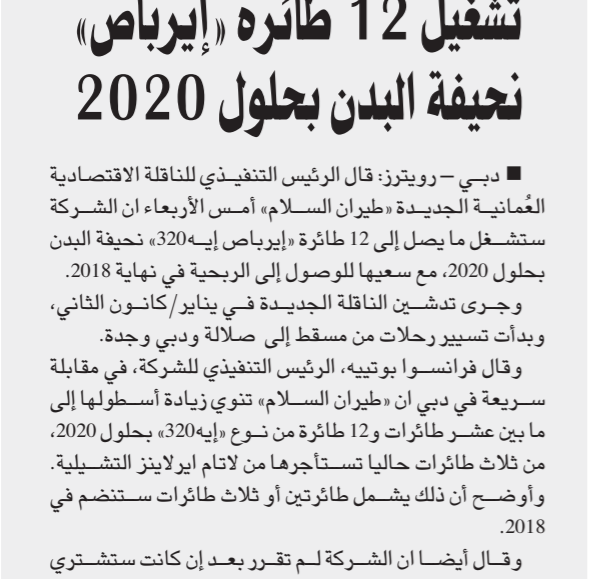 تشغيل 12 طائرة «إيرباص»
نحيفة البدن بحلول 2020
■ دبـي – رويترز: قال الرئيس التنفيـذي للناقلة الاقتصادية
العُمانيـة الجديـدة «طيران السـلام» أمـس الأربعاء ان الشـركة
ستشـغل ما يصل إلى 12 طائرة «إيرباص إيـه320» نحيفة البدن
بحلول 2020، مع سعيها للوصول إلى الربحية في نهاية 2018.
وجـرى تدشـين الناقلة الجديـدة فـي يناير/كانـون الثاني،
وبدأت تسيير رحلات من مسقط إلى صلالة ودبي وجدة.
وقال فرانسـوا بوتييه، الرئيس التنفيذي للشركة، في مقابلة
سـريعة في دبي ان «طيران السـلام» تنوي زيادة أسـطولها إلى
ما بين عشـر طائرات و12 طائرة من نـوع «إيه320» بحلول 2020،
من ثلاث طائرات حاليا تسـتأجرها من لاتام ايرلاينز التشـيلية.
وأوضـح أن ذلك يشـمل طائرتين أو ثلاث طائرات سـتنضم في
2018.
وقـال أيضـا ان الشـركة لـم تقـرر بعـد إن كانت ستشـتري